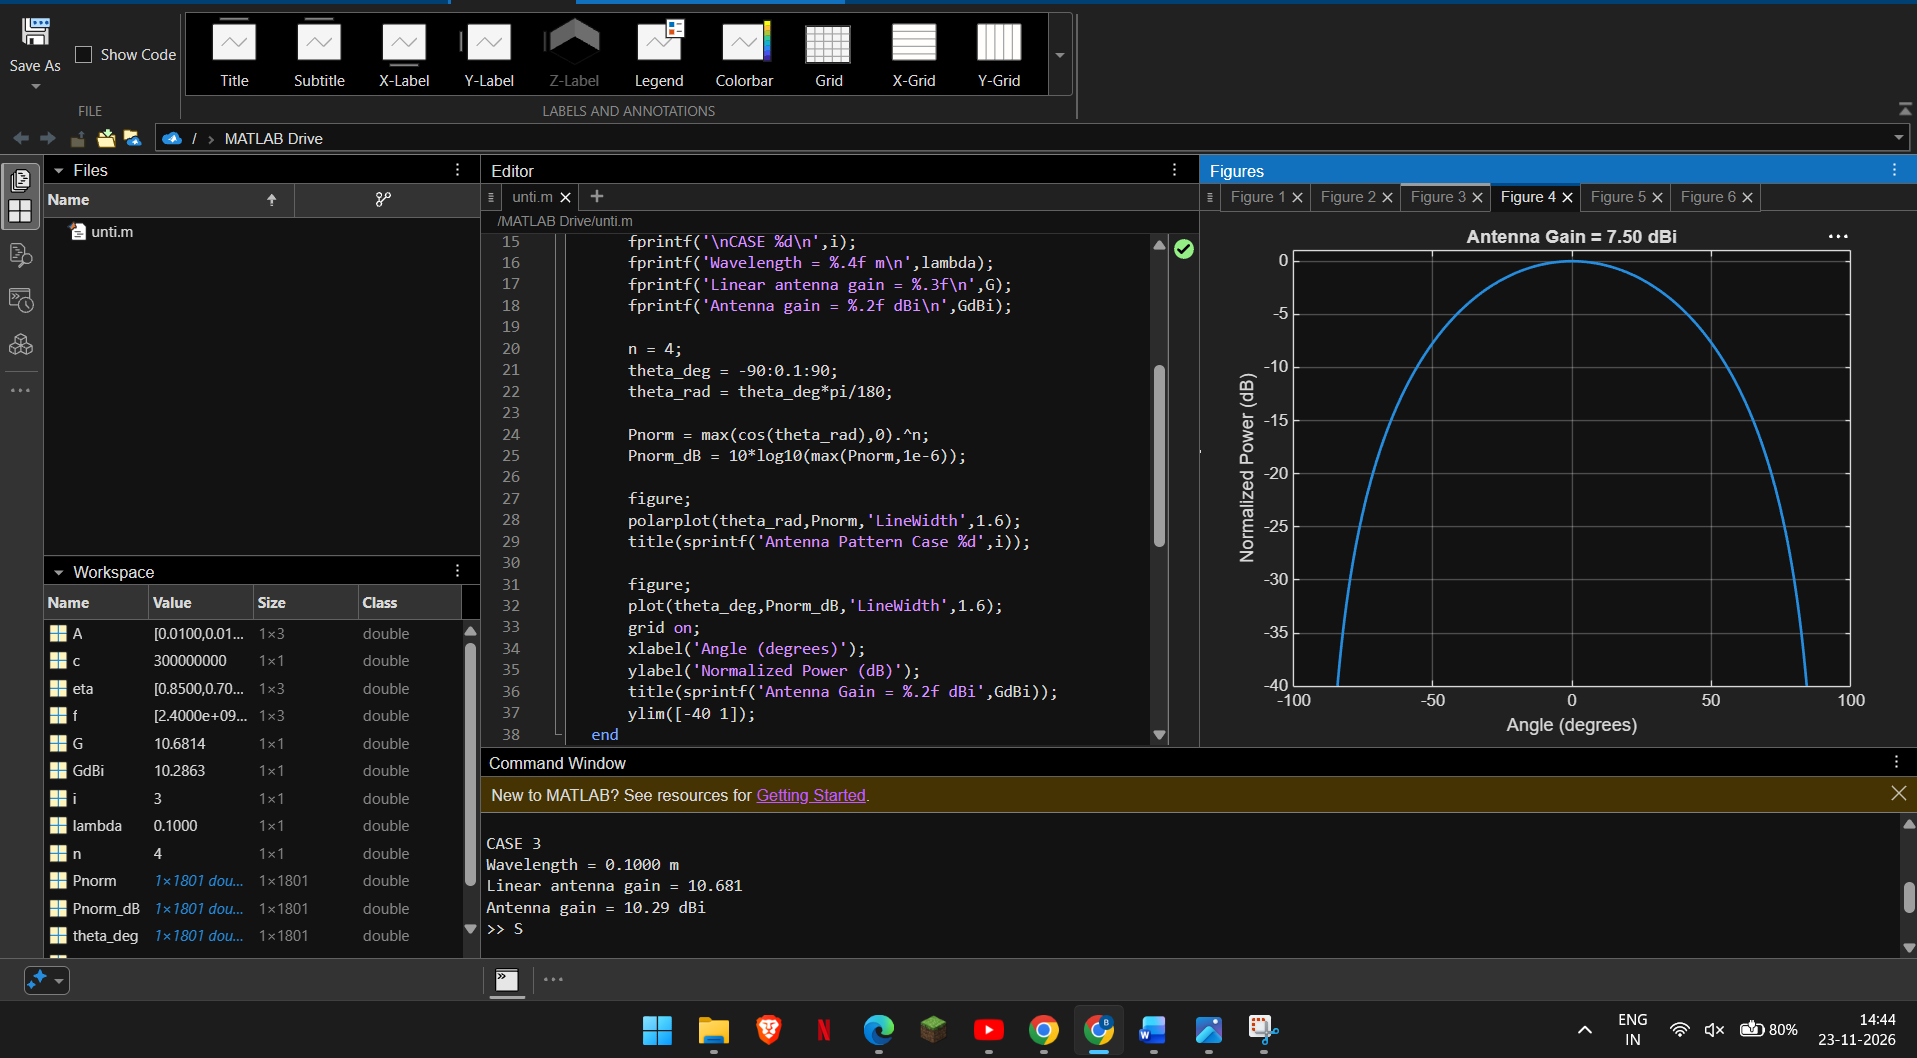 Save As
Show Code
FILE
Title
Subtitle
X-Label
Y-Label
Z-Label
Legend
Colorbar
Grid
X-Grid
Y-Grid
LABELS AND ANNOTATIONS
/ › MATLAB Drive
Files
Name
unti.m
Workspace
Name Value Size Class
A [0.0100,0.01... 1×3 double
c 300000000 1×1 double
eta [0.8500,0.70... 1×3 double
f [2.4000e+09... 1×3 double
G 10.6814 1×1 double
GdBi 10.2863 1×1 double
i 3 1×1 double
lambda 0.1000 1×1 double
n 4 1×1 double
Pnorm 1×1801 dou... 1×1801 double
Pnorm_dB 1×1801 dou... 1×1801 double
theta_deg 1×1801 dou... 1×1801 double
Editor
unti.m
/MATLAB Drive/unti.m
15 fprintf('\nCASE %d\n',i);
16 fprintf('Wavelength = %.4f m\n',lambda);
17 fprintf('Linear antenna gain = %.3f\n',G);
18 fprintf('Antenna gain = %.2f dBi\n',GdBi);
19
20 n = 4;
21 theta_deg = -90:0.1:90;
22 theta_rad = theta_deg*pi/180;
23
24 Pnorm = max(cos(theta_rad),0).^n;
25 Pnorm_dB = 10*log10(max(Pnorm,1e-6));
26
27 figure;
28 polarplot(theta_rad,Pnorm,'LineWidth',1.6);
29 title(sprintf('Antenna Pattern Case %d',i));
30
31 figure;
32 plot(theta_deg,Pnorm_dB,'LineWidth',1.6);
33 grid on;
34 xlabel('Angle (degrees)');
35 ylabel('Normalized Power (dB)');
36 title(sprintf('Antenna Gain = %.2f dBi',GdBi));
37 ylim([-40 1]);
38 end
Figures
Figure 1 Figure 2 Figure 3 Figure 4 Figure 5 Figure 6
Antenna Gain = 7.50 dBi
0
-5
-10
-15
-20
-25
-30
-35
-40
Normalized Power (dB)
-100 -50 0 50 100
Angle (degrees)
Command Window
New to MATLAB? See resources for Getting Started.
CASE 3
Wavelength = 0.1000 m
Linear antenna gain = 10.681
Antenna gain = 10.29 dBi
>> S
ENG
IN
80%
14:44
23-11-2026